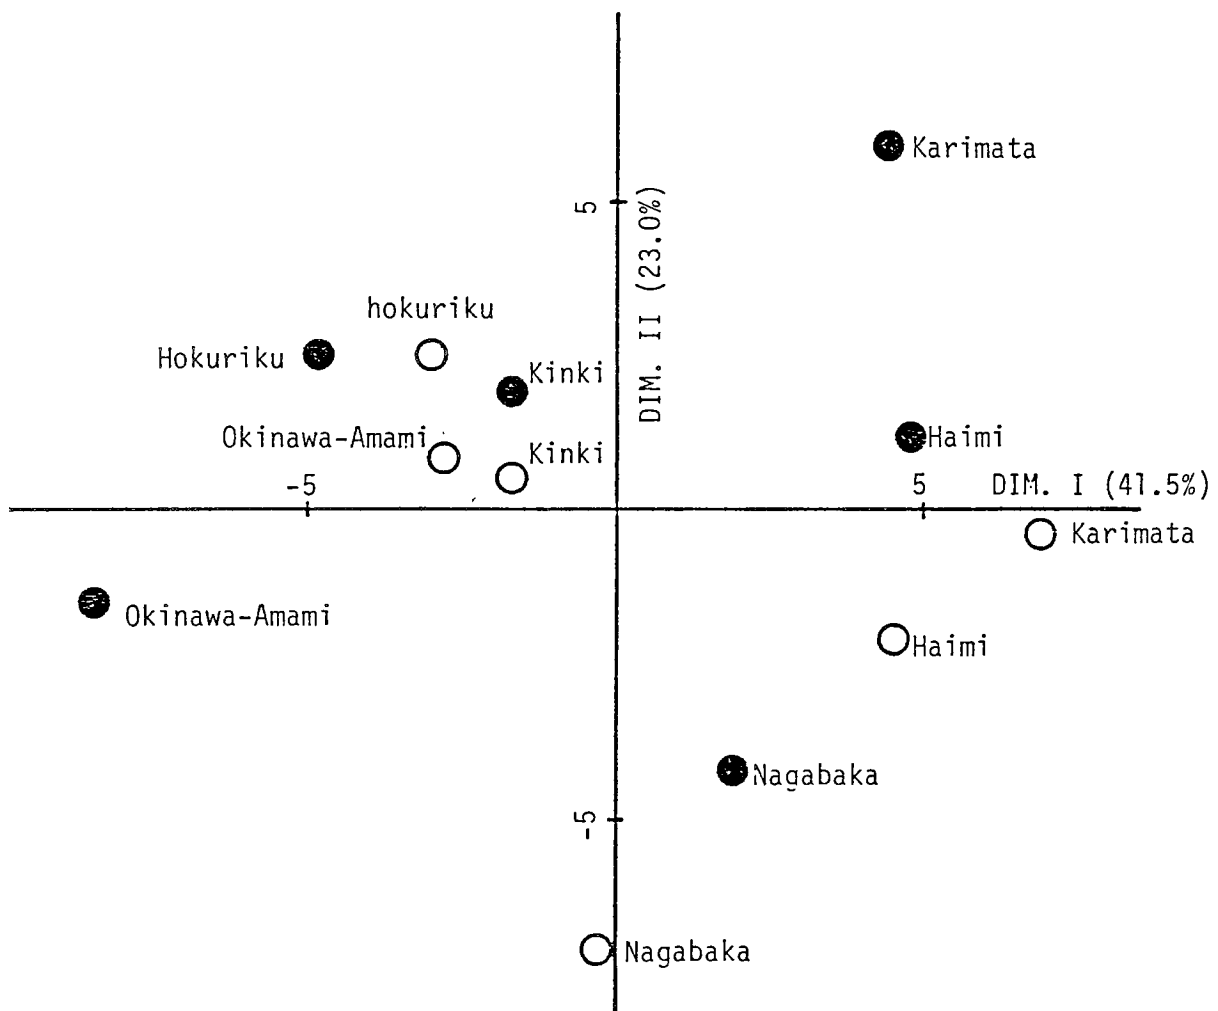 Karimata
5
DIM. II (23.0%)
hokuriku
Hokuriku
Kinki
Okinawa-Amami
Kinki
Haimi
-5
5
DIM. I (41.5%)
Karimata
Okinawa-Amami
Haimi
Nagabaka
-5
Nagabaka